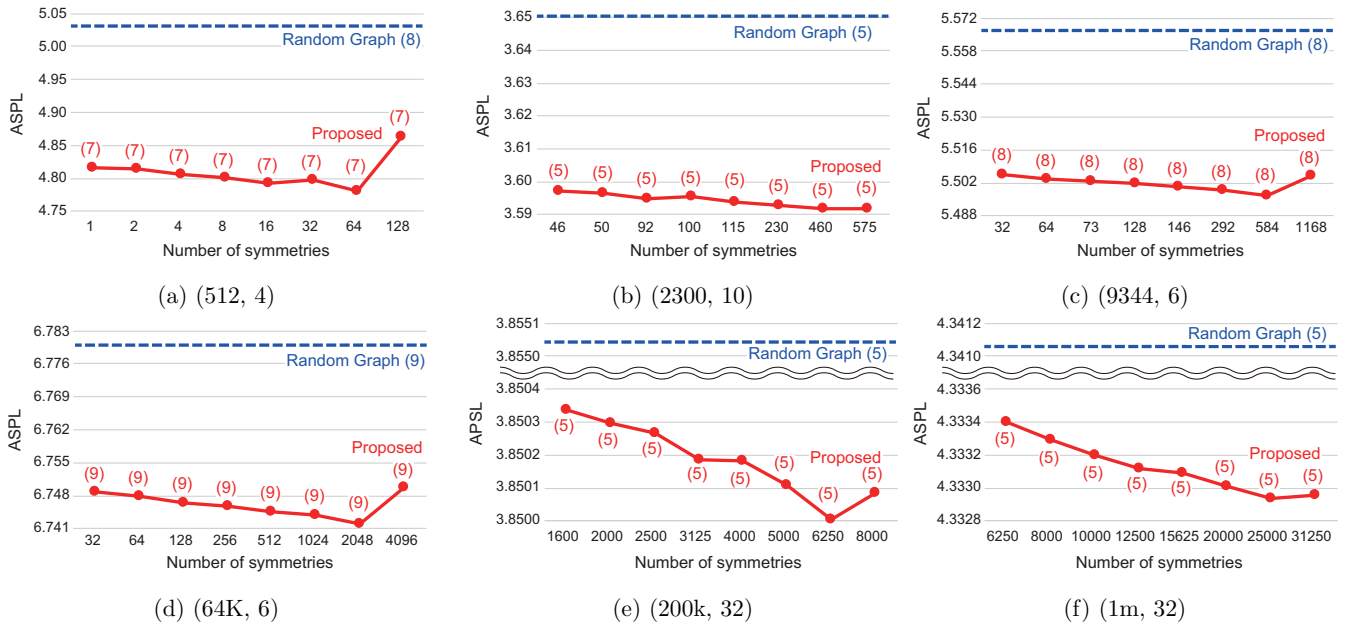 5.05
5.00
4.95
4.90
4.85
4.80
4.75
ASPL
Random Graph (8)
Proposed
(7) (7) (7) (7) (7) (7) (7) (7)
1 2 4 8 16 32 64 128
Number of symmetries
(a) (512, 4)
3.65
3.64
3.63
3.62
3.61
3.60
3.59
ASPL
Random Graph (5)
Proposed
(5) (5) (5) (5) (5) (5) (5) (5)
46 50 92 100 115 230 460 575
Number of symmetries
(b) (2300, 10)
5.572
5.558
5.544
5.530
5.516
5.502
5.488
ASPL
Random Graph (8)
Proposed
(8) (8) (8) (8) (8) (8) (8) (8)
32 64 73 128 146 292 584 1168
Number of symmetries
(c) (9344, 6)
6.783
6.776
6.769
6.762
6.755
6.748
6.741
ASPL
Random Graph (9)
Proposed
(9) (9) (9) (9) (9) (9) (9) (9)
32 64 128 256 512 1024 2048 4096
Number of symmetries
(d) (64K, 6)
3.8551
3.8550
3.8504
3.8503
3.8502
3.8501
3.8500
APSL
Random Graph (5)
Proposed
(5) (5) (5) (5) (5) (5) (5) (5)
1600 2000 2500 3125 4000 5000 6250 8000
Number of symmetries
(e) (200k, 32)
4.3412
4.3410
4.3336
4.3334
4.3332
4.3330
4.3328
ASPL
Random Graph (5)
Proposed
(5) (5) (5) (5) (5) (5) (5) (5)
6250 8000 10000 12500 15625 20000 25000 31250
Number of symmetries
(f) (1m, 32)